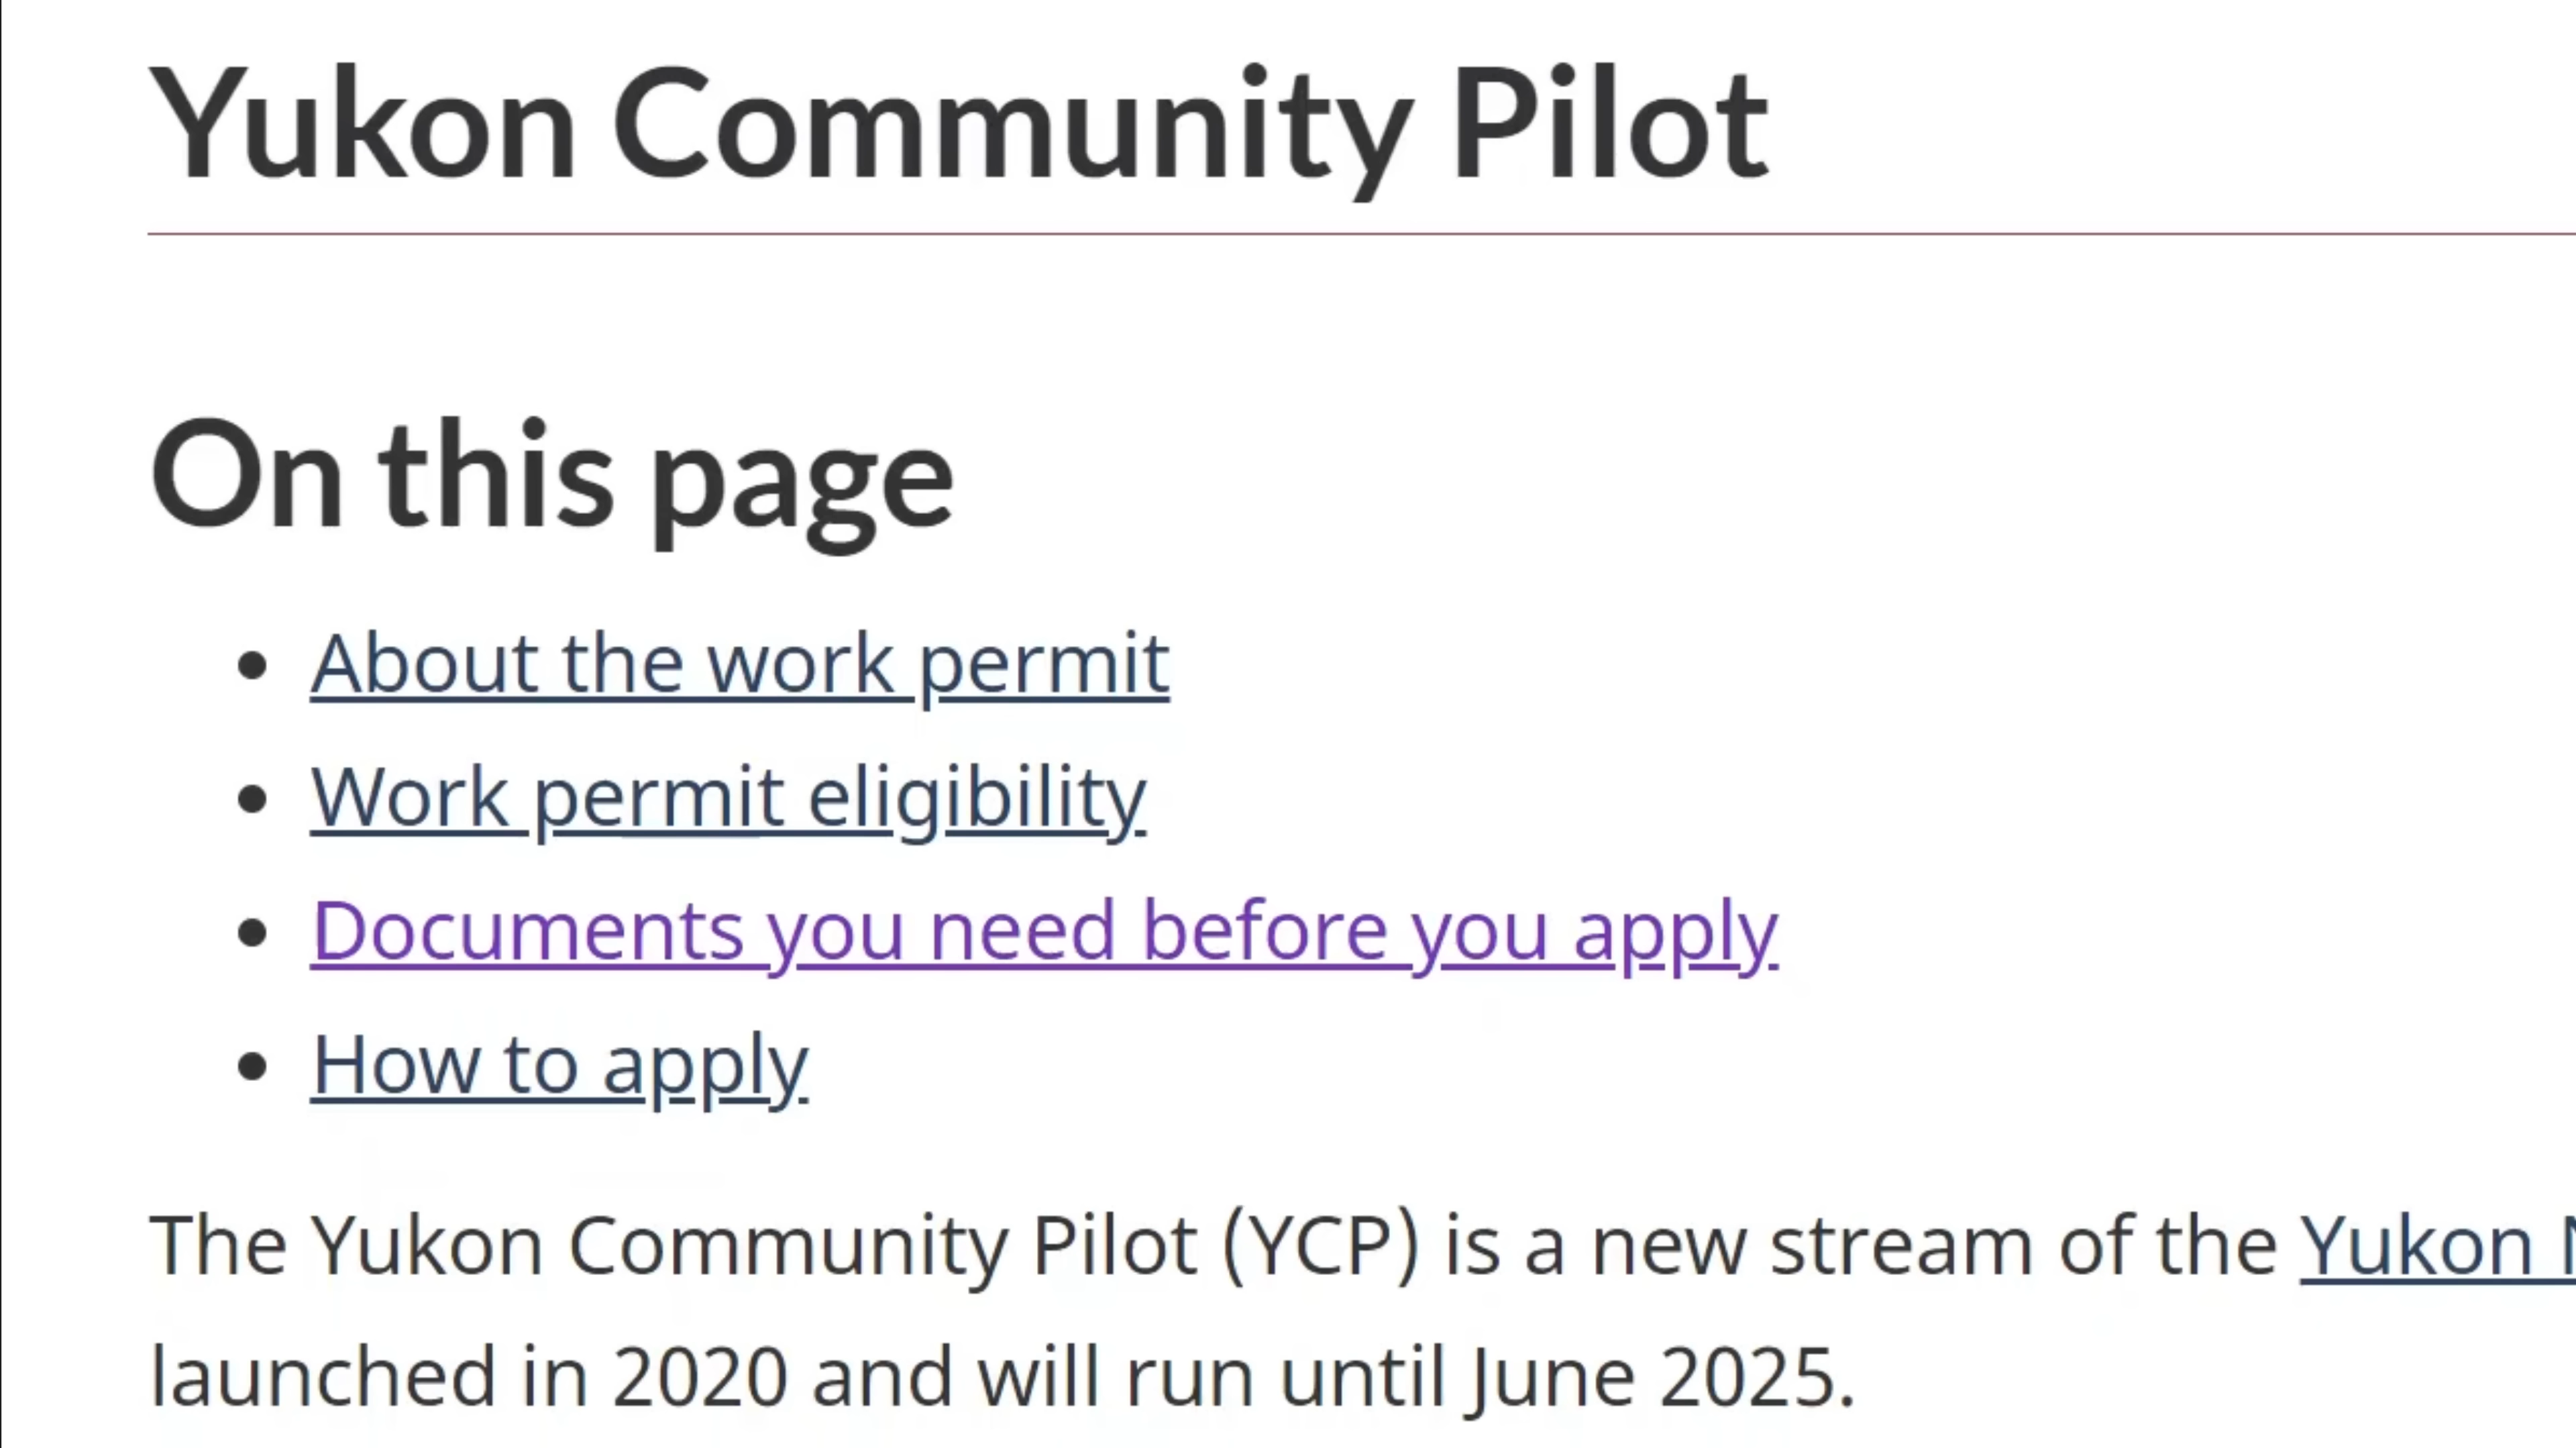 Yukon Community Pilot
On this page
About the work permit
Work permit eligibility
Documents you need before you apply
How to apply
The Yukon Community Pilot (YCP) is a new stream of the Yukon
launched in 2020 and will run until June 2025.